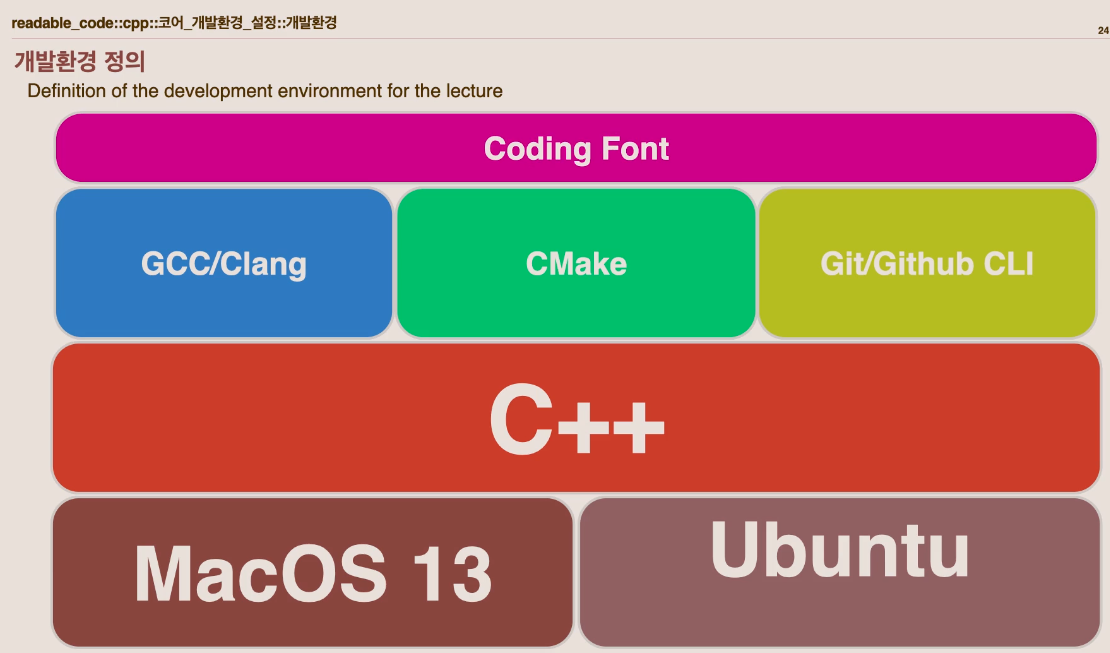 readable_code::cpp::코어_개발환경_설정::개발환경
24
개발환경 정의
Definition of the development environment for the lecture
Coding Font
GCC/Clang
CMake
Git/Github CLI
C++
MacOS 13
Ubuntu